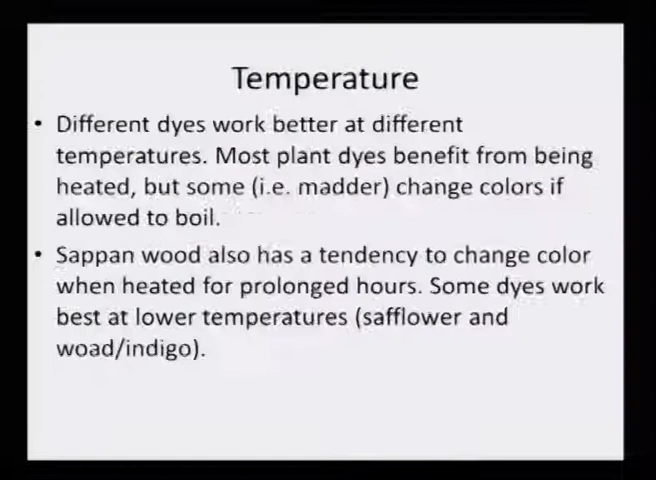 Temperature
• Different dyes work better at different
temperatures. Most plant dyes benefit from being
heated, but some (i.e. madder) change colors if
allowed to boil.
• Sappan wood also has a tendency to change color
when heated for prolonged hours. Some dyes work
best at lower temperatures (safflower and
woad/indigo).